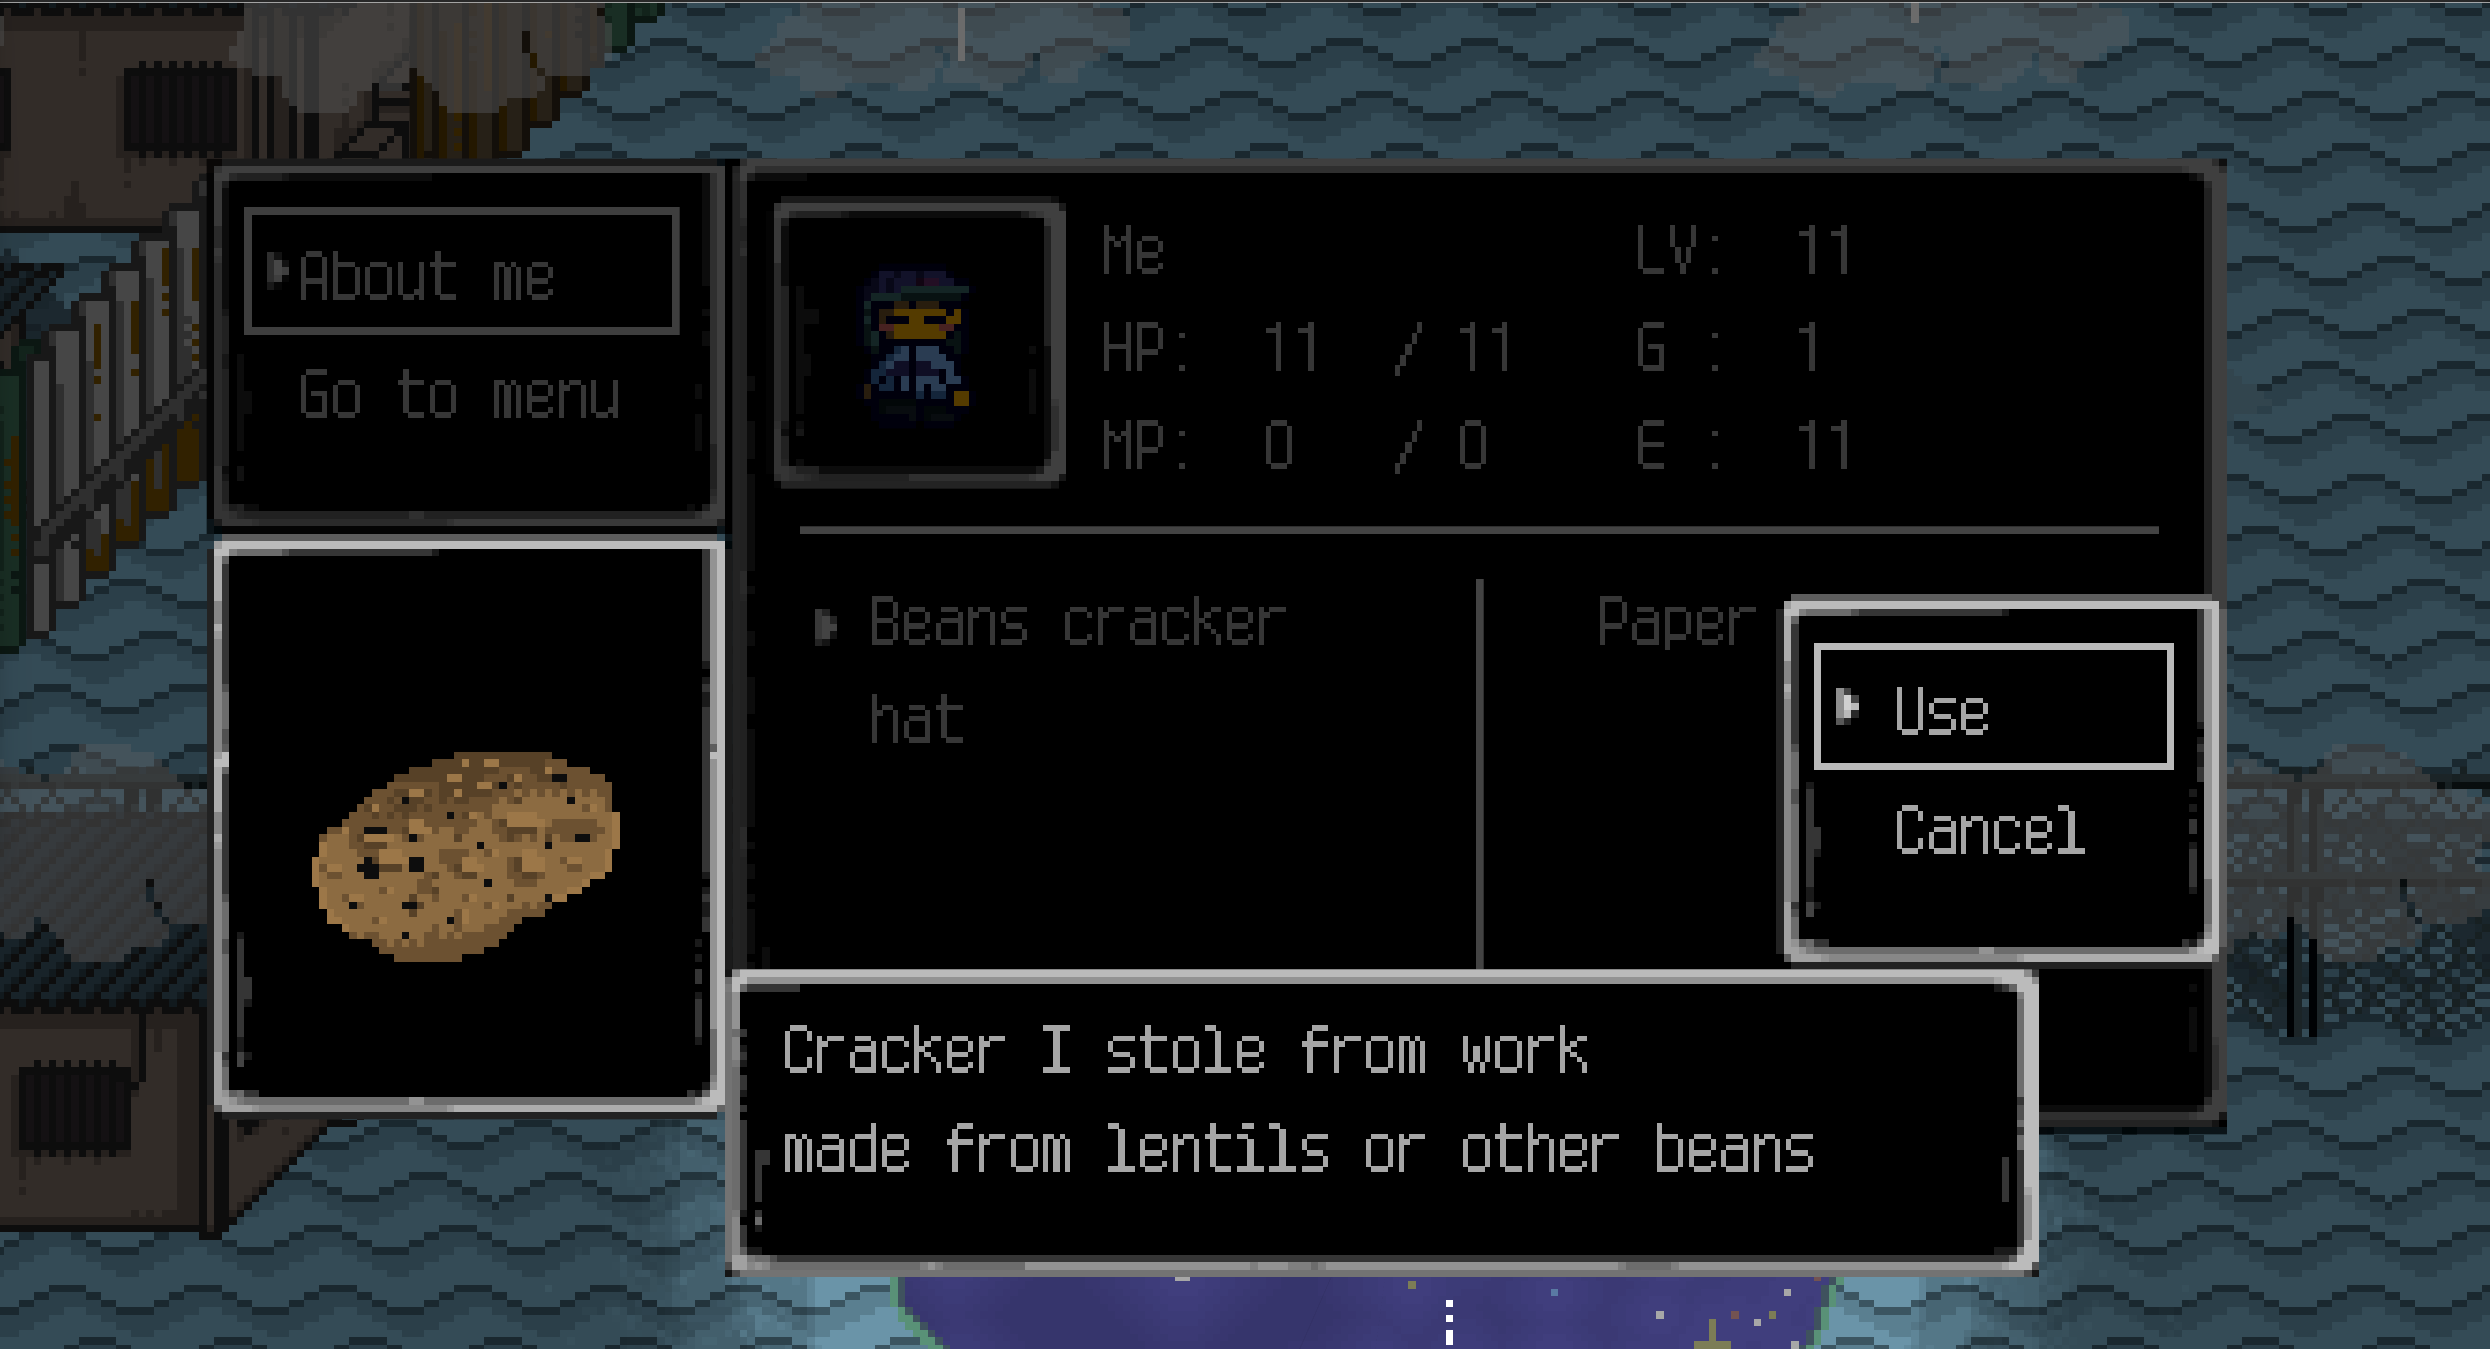 About me
Go to menu
Me LV: 11
HP: 11 / 11 G : 1
MP: 0 / 0 E : 11
Beans cracker Paper
hat
Use
Cancel
Cracker I stole from work
made from lentils or other beans